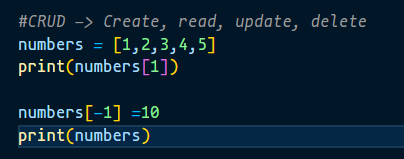 #CRUD -> Create, read, update, delete
numbers = [1,2,3,4,5]
print(numbers[1])
numbers[-1] =10
print(numbers)